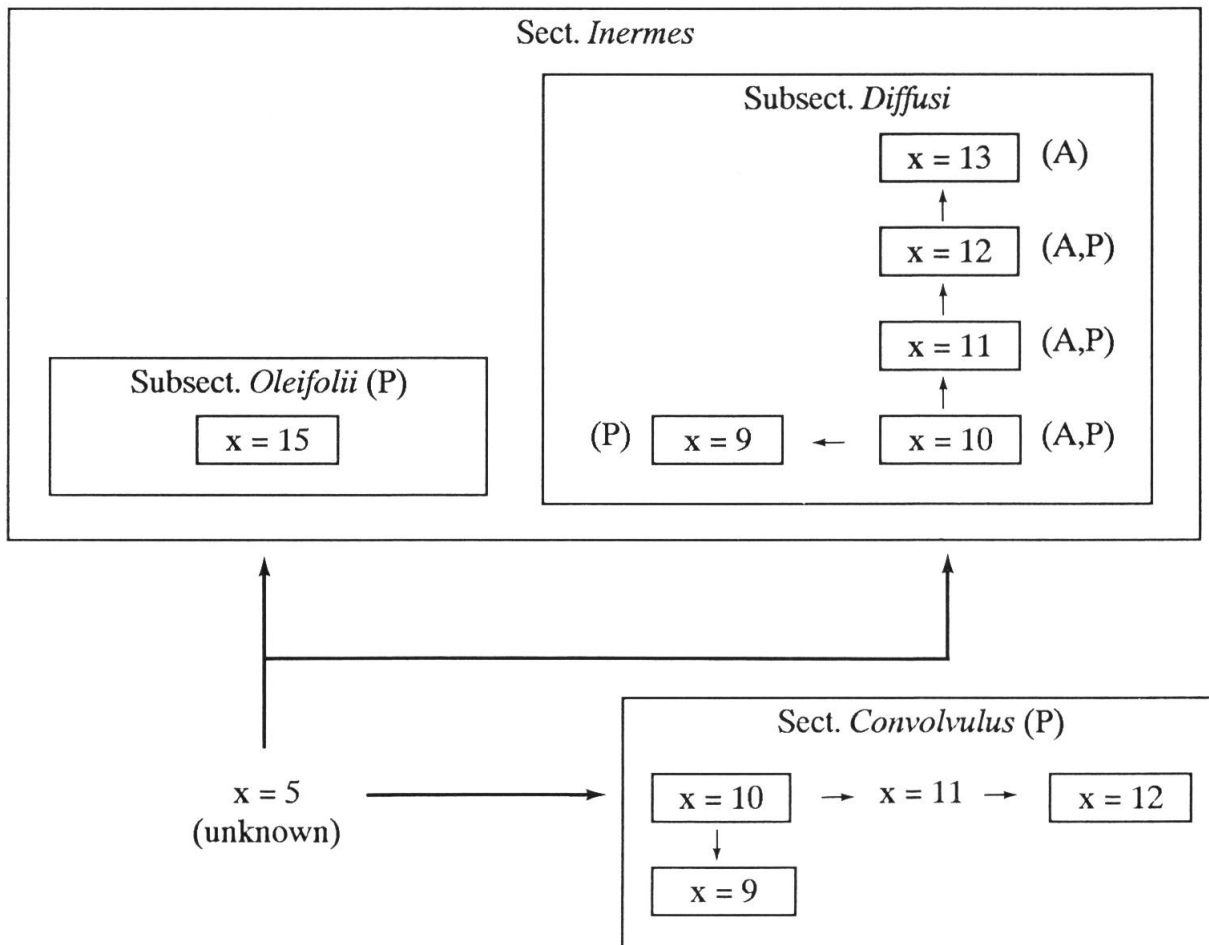 Sect. Inermes
Subsect. Diffusi
x = 13 (A)
x = 12 (A,P)
x = 11 (A,P)
Subsect. Oleifolii (P)
x = 15
(P) x = 9 x = 10 (A,P)
Sect. Convolvulus (P)
x = 5
(unknown)
x = 10 x = 11 x = 12
x = 9